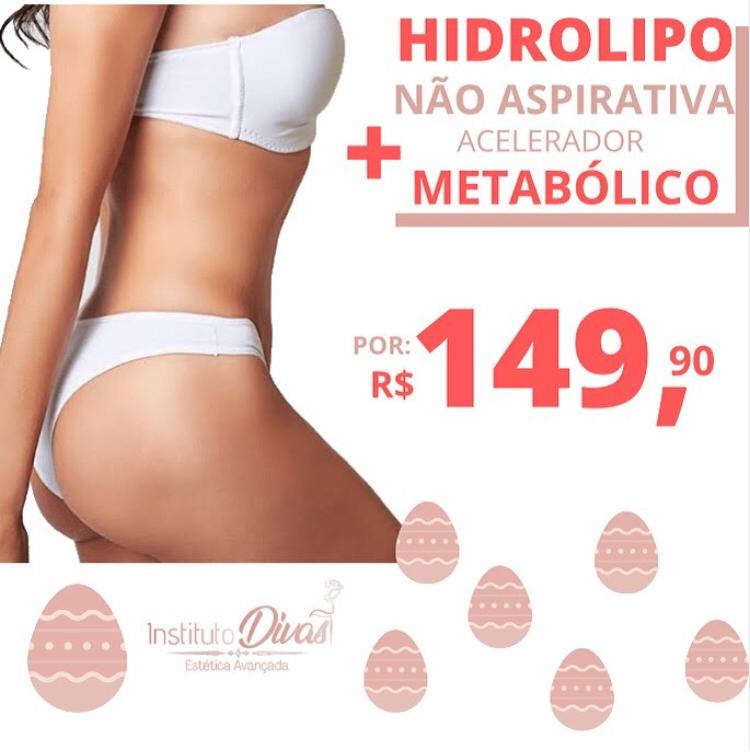 HIDROLIPO
NÃO ASPIRATIVA
+ ACELERADOR
METABÓLICO
POR:
R$ 149,90
Instituto Divas
Estética Avançada